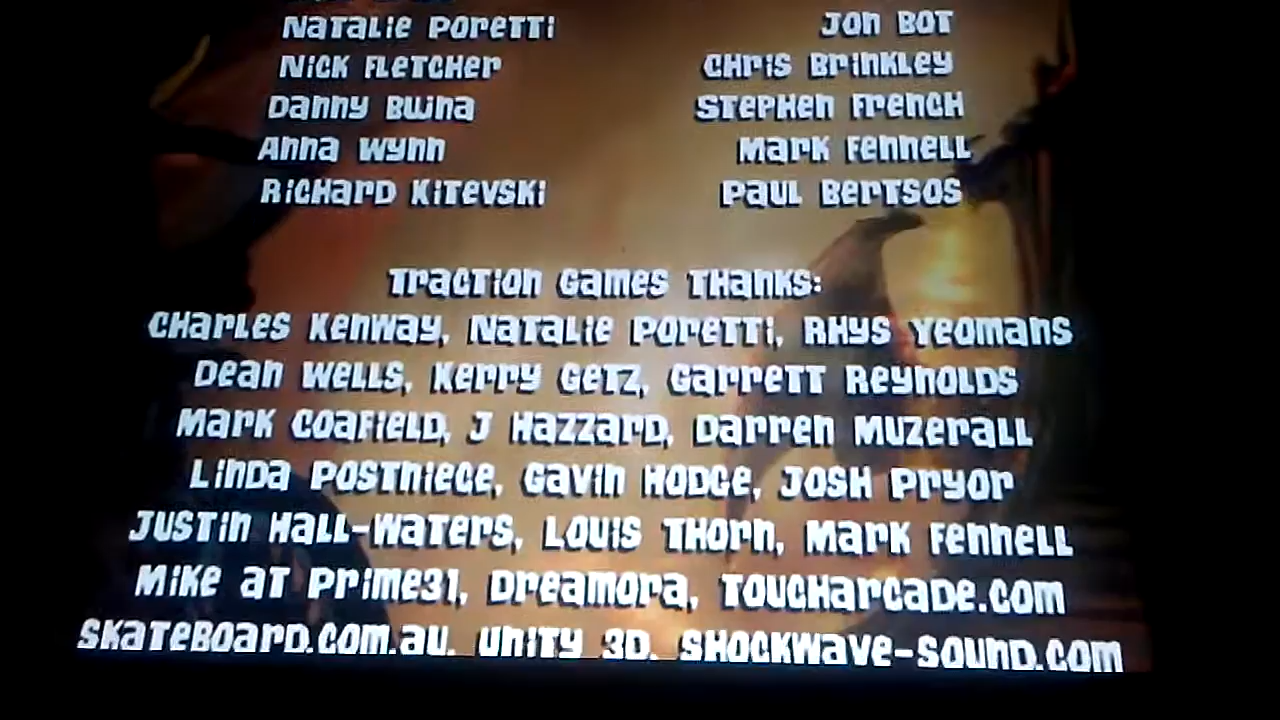 Natalie Poretti Jon Bot
Nick Fletcher Chris Brinkley
Danny Bwna Stephen French
Anna Wynn Mark Fennell
Richard Kitevski Paul Bertsos
Traction Games Thanks:
Charles Kenway, Natalie Poretti, Rhys Yeomans
Dean Wells, Kerry Getz, Garrett Reynolds
Mark Coafield, J Hazzard, Darren Muzerall
Linda Postniece, Gavin Hodge, Josh Pryor
Justin Hall-Waters, Louis Thorn, Mark Fennell
Mike at Prime31, Dreamora, Toucharcade.com
Skateboard.com.au, Unity 3D, Shockwave-Sound.com